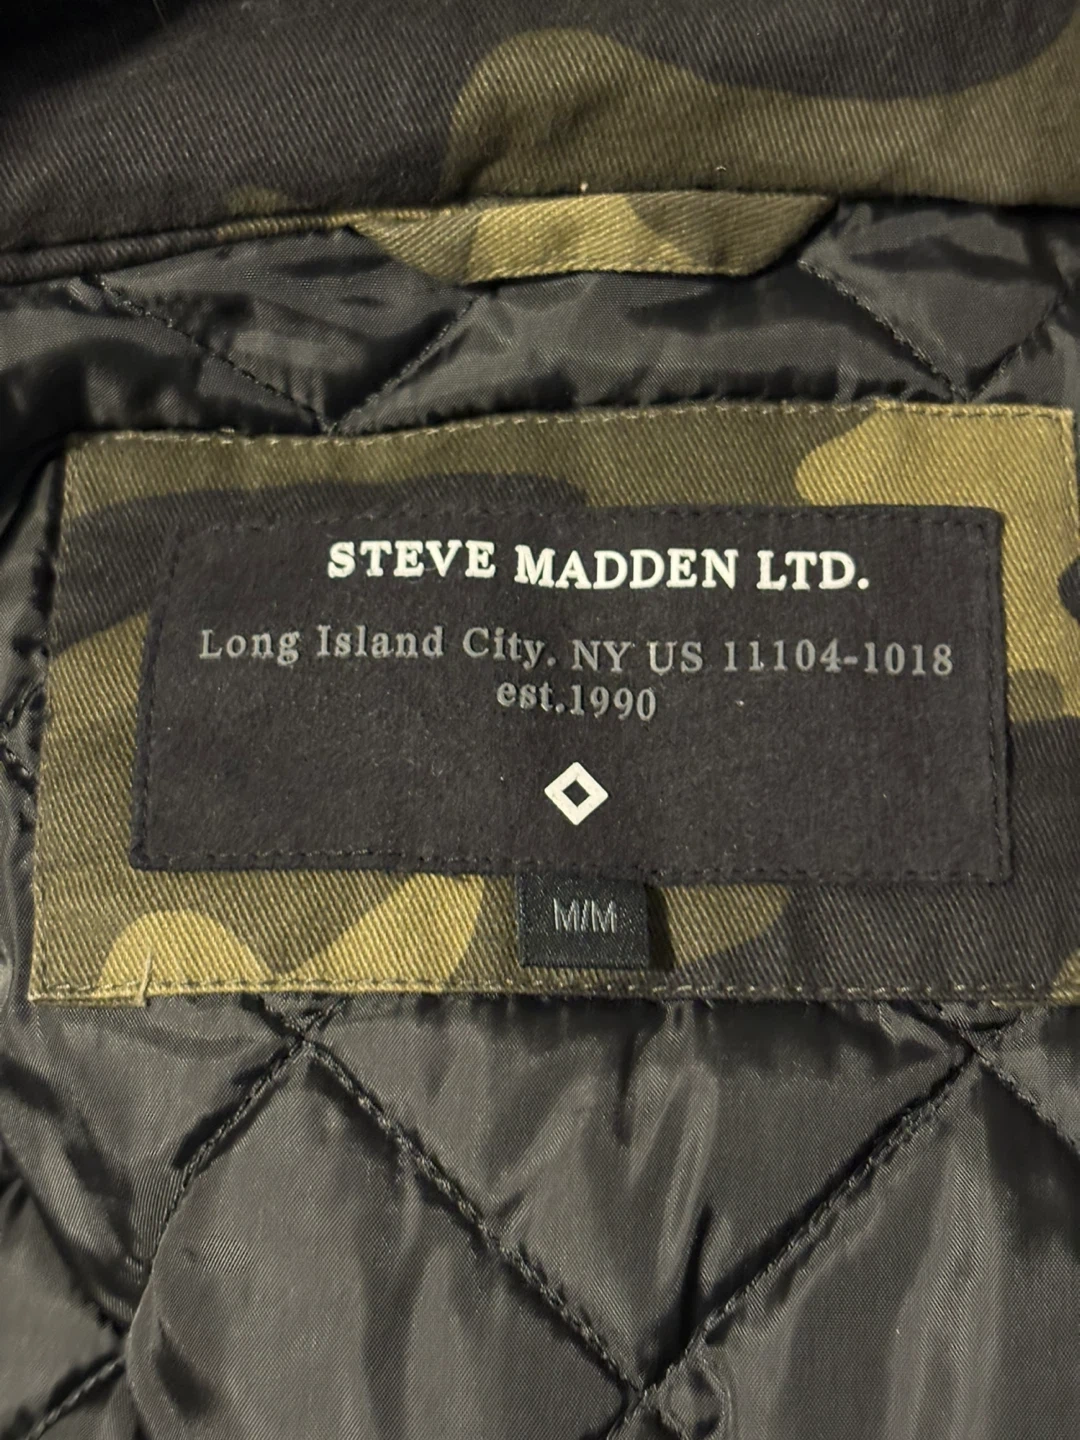 STEVE MADDEN LTD.
Long Island City. NY US 11104-1018
est.1990
M/M